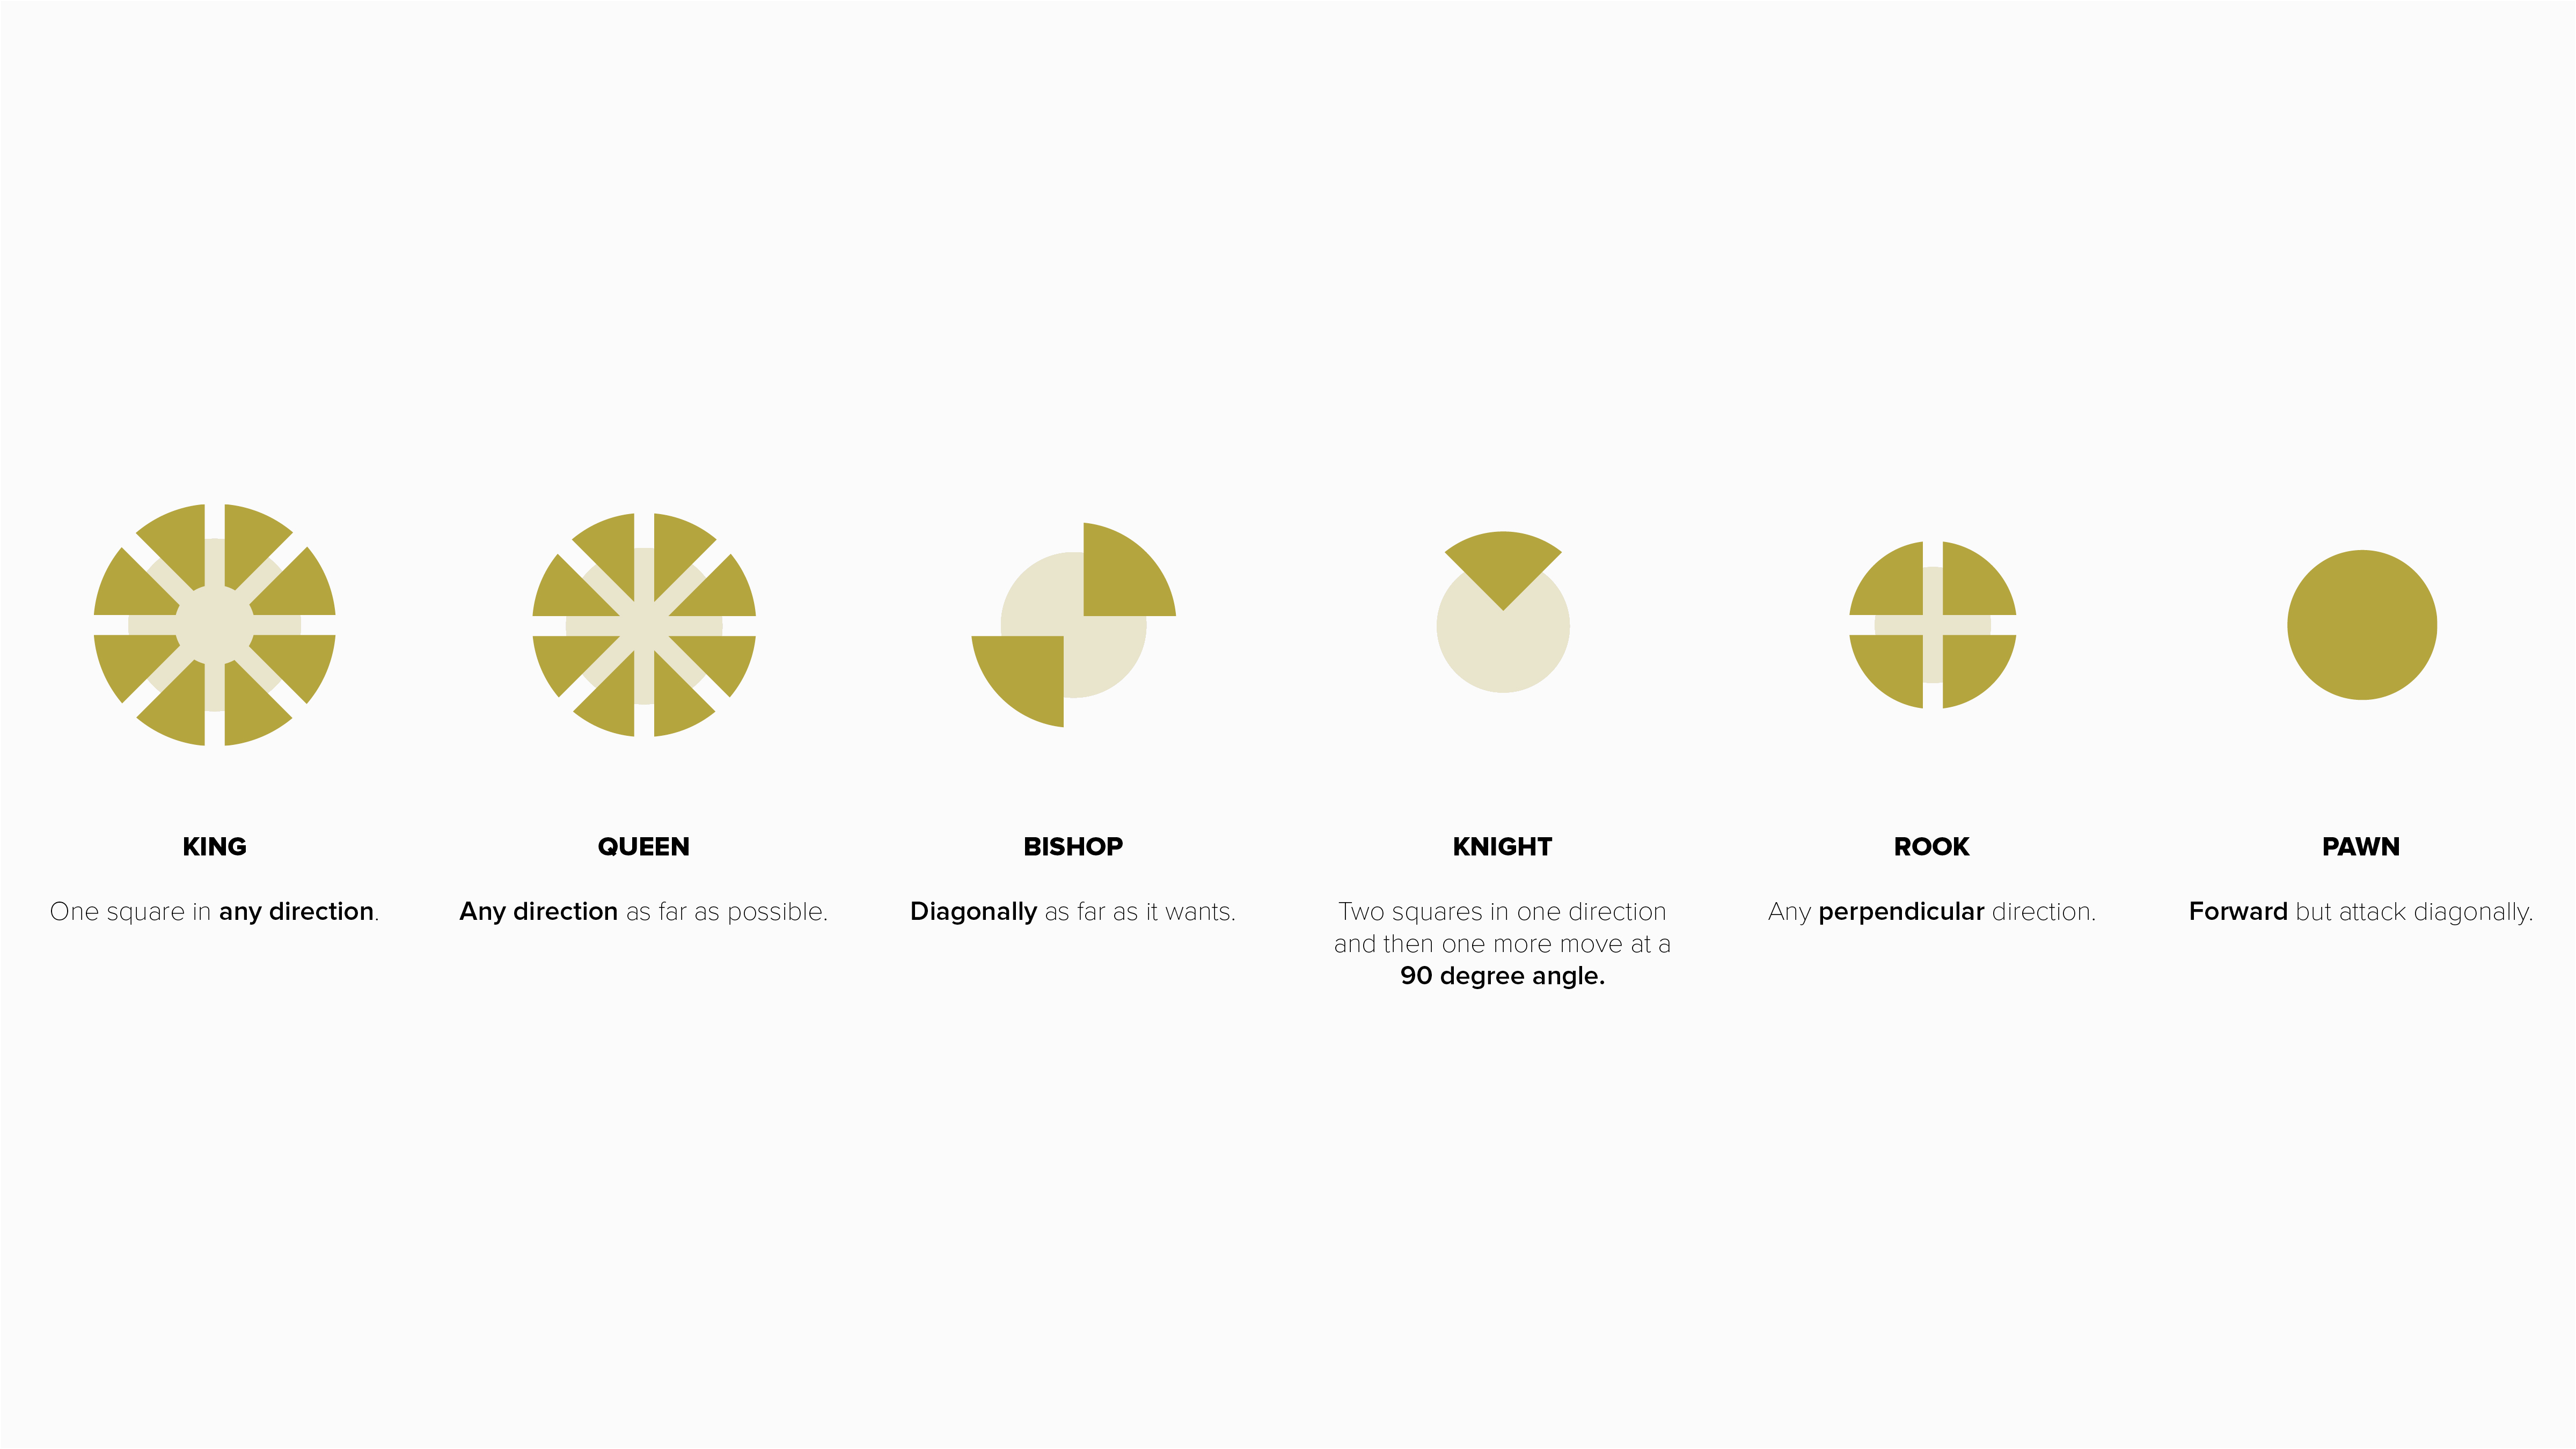 KING
One square in any direction.
QUEEN
Any direction as far as possible.
BISHOP
Diagonally as far as it wants.
KNIGHT
Two squares in one direction
and then one more move at a
90 degree angle.
ROOK
Any perpendicular direction.
PAWN
Forward but attack diagonally.